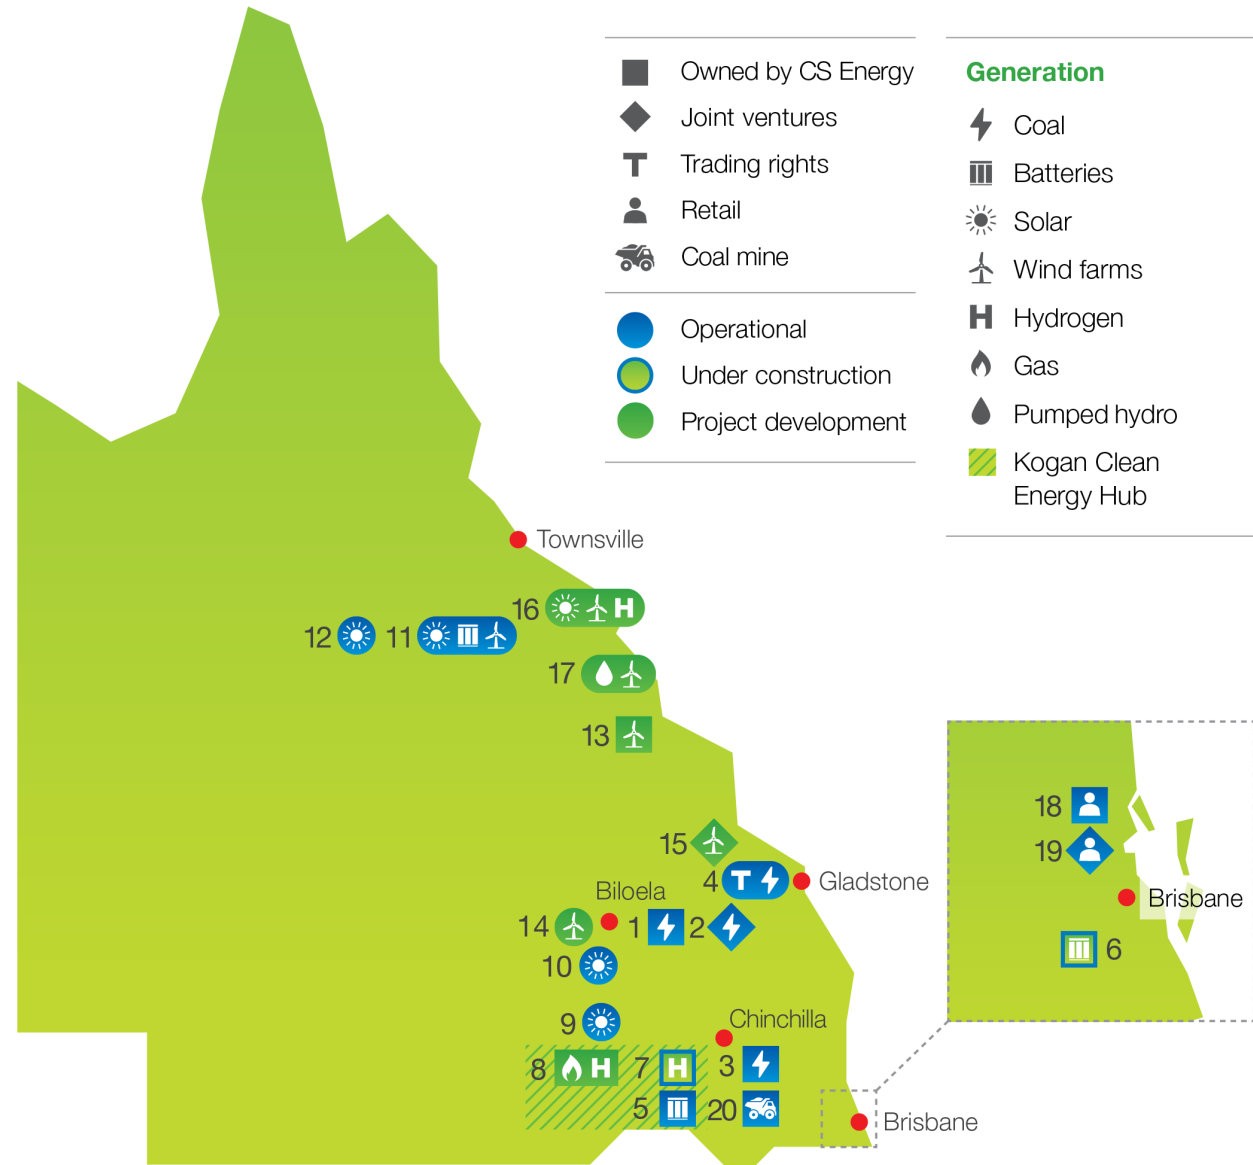 Owned by CS Energy
Joint ventures
T Trading rights
Retail
Coal mine
Operational
Under construction
Project development
Generation
Coal
Batteries
Solar
Wind farms
H Hydrogen
Gas
Pumped hydro
Kogan Clean
Energy Hub
Townsville
16 H
12 11
17
13
15
4 T Gladstone
Biloela
14 1 2
10
9
Chinchilla
8 H 7 H 3
5 20
Brisbane
18
19
Brisbane
6